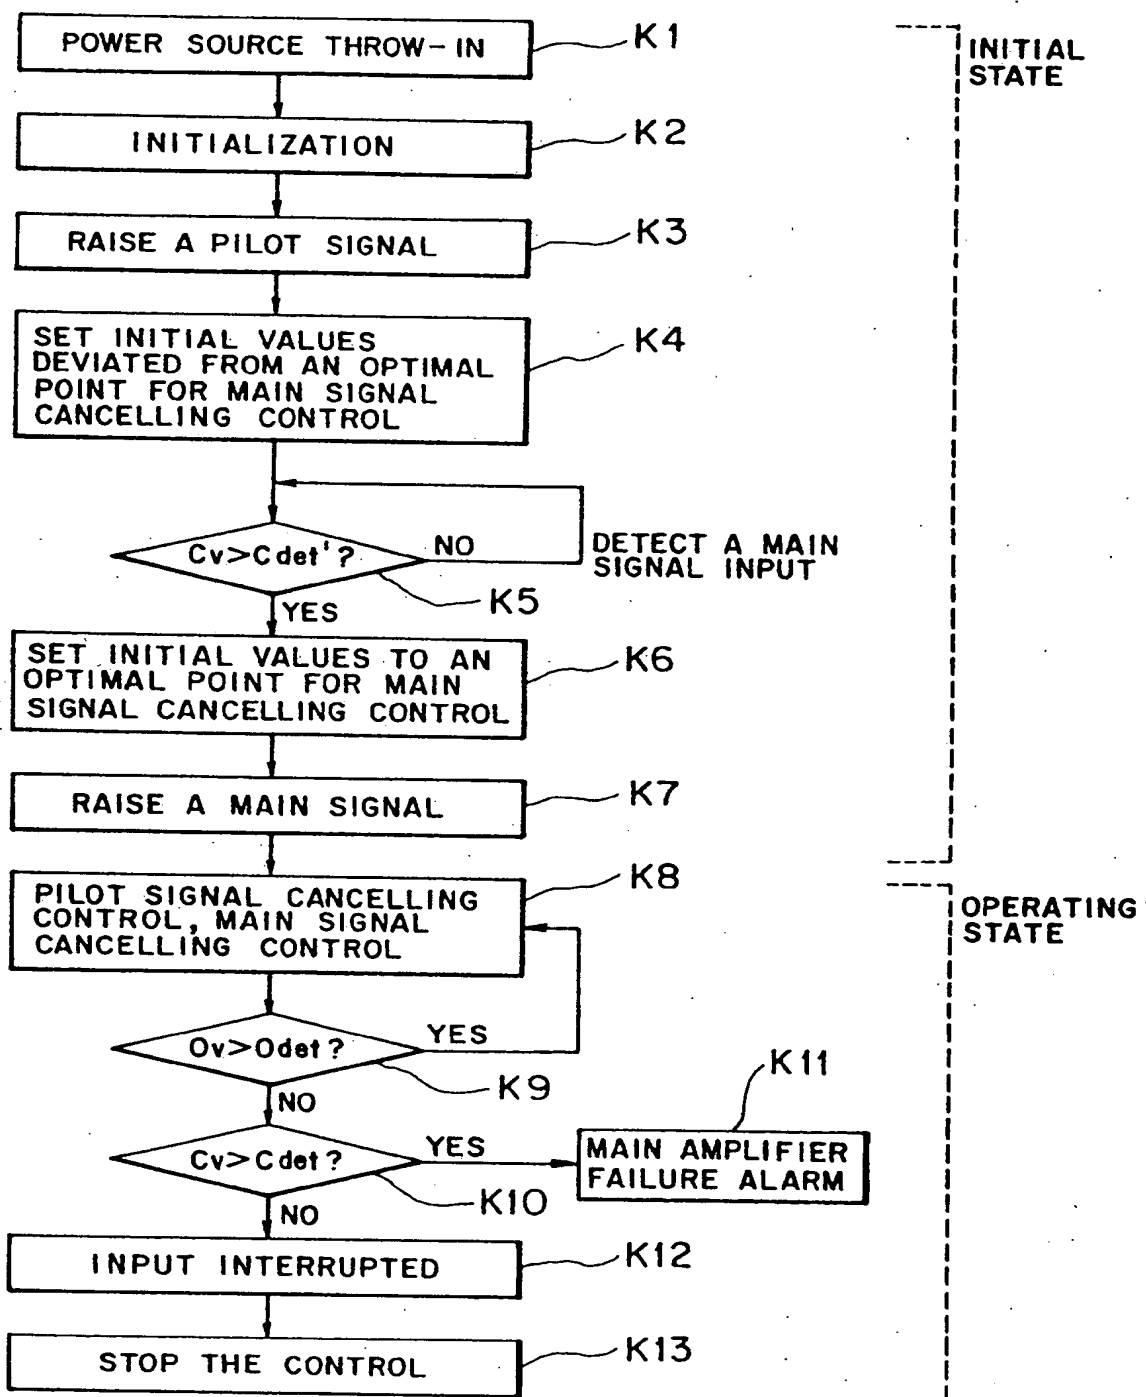 POWER SOURCE THROW-IN
K1
INITIAL
STATE
INITIALIZATION
K2
RAISE A PILOT SIGNAL
K3
SET INITIAL VALUES
DEVIATED FROM AN OPTIMAL
POINT FOR MAIN SIGNAL
CANCELLING CONTROL
K4
Cv>Cdet'?
NO
DETECT A MAIN
SIGNAL INPUT
K5
YES
SET INITIAL VALUES TO AN
OPTIMAL POINT FOR MAIN
SIGNAL CANCELLING CONTROL
K6
RAISE A MAIN SIGNAL
K7
PILOT SIGNAL CANCELLING
CONTROL, MAIN SIGNAL
CANCELLING CONTROL
K8
OPERATING
STATE
Ov>Odet?
YES
K9
NO
Cv>Cdet?
YES
K10
K11
MAIN AMPLIFIER
FAILURE ALARM
NO
INPUT INTERRUPTED
K12
STOP THE CONTROL
K13